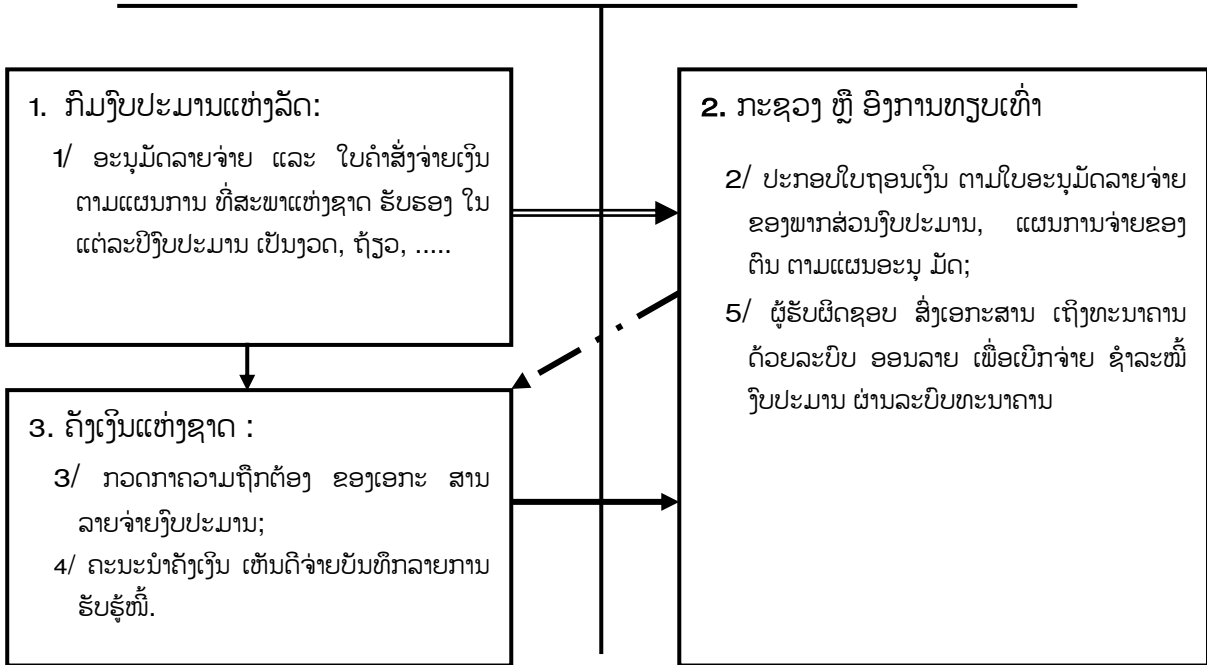 1. ກົມງົບປະມານແຫ່ງລັດ:
1/ ອະນຸມັດລາຍຈ່າຍ ແລະ ໃບຄຳສັ່ງຈ່າຍເງິນ
ຕາມແຜນການ ທີ່ສະພາແຫ່ງຊາດ ຮັບຮອງ ໃນ
ແຕ່ລະປີງົບປະມານ ເປັນງວດ, ຖ້ຽວ, .....
2. ກະຊວງ ຫຼື ອົງການທຽບເທົ່າ
2/ ປະກອບໃບຖອນເງິນ ຕາມໃບອະນຸມັດລາຍຈ່າຍ
ຂອງພາກສ່ວນງົບປະມານ, ແຜນການຈ່າຍຂອງ
ຕົນ ຕາມແຜນອະນຸ ມັດ;
5/ ຜູ້ຮັບຜິດຊອບ ສົ່ງເອກະສານ ເຖິງທະນາຄານ
ດ້ວຍລະບົບ ອອນລາຍ ເພື່ອເບີກຈ່າຍ ຊຳລະໜີ້
ງົບປະມານ ຜ່ານລະບົບທະນາຄານ
3. ຄັງເງິນແຫ່ງຊາດ :
3/ ກວດກາຄວາມຖືກຕ້ອງ ຂອງເອກະ ສານ
ລາຍຈ່າຍງົບປະມານ;
4/ ຄະນະນຳຄັງເງິນ ເຫັນດີຈ່າຍບັນທຶກລາຍການ
ຮັບຮູ້ໜີ້.